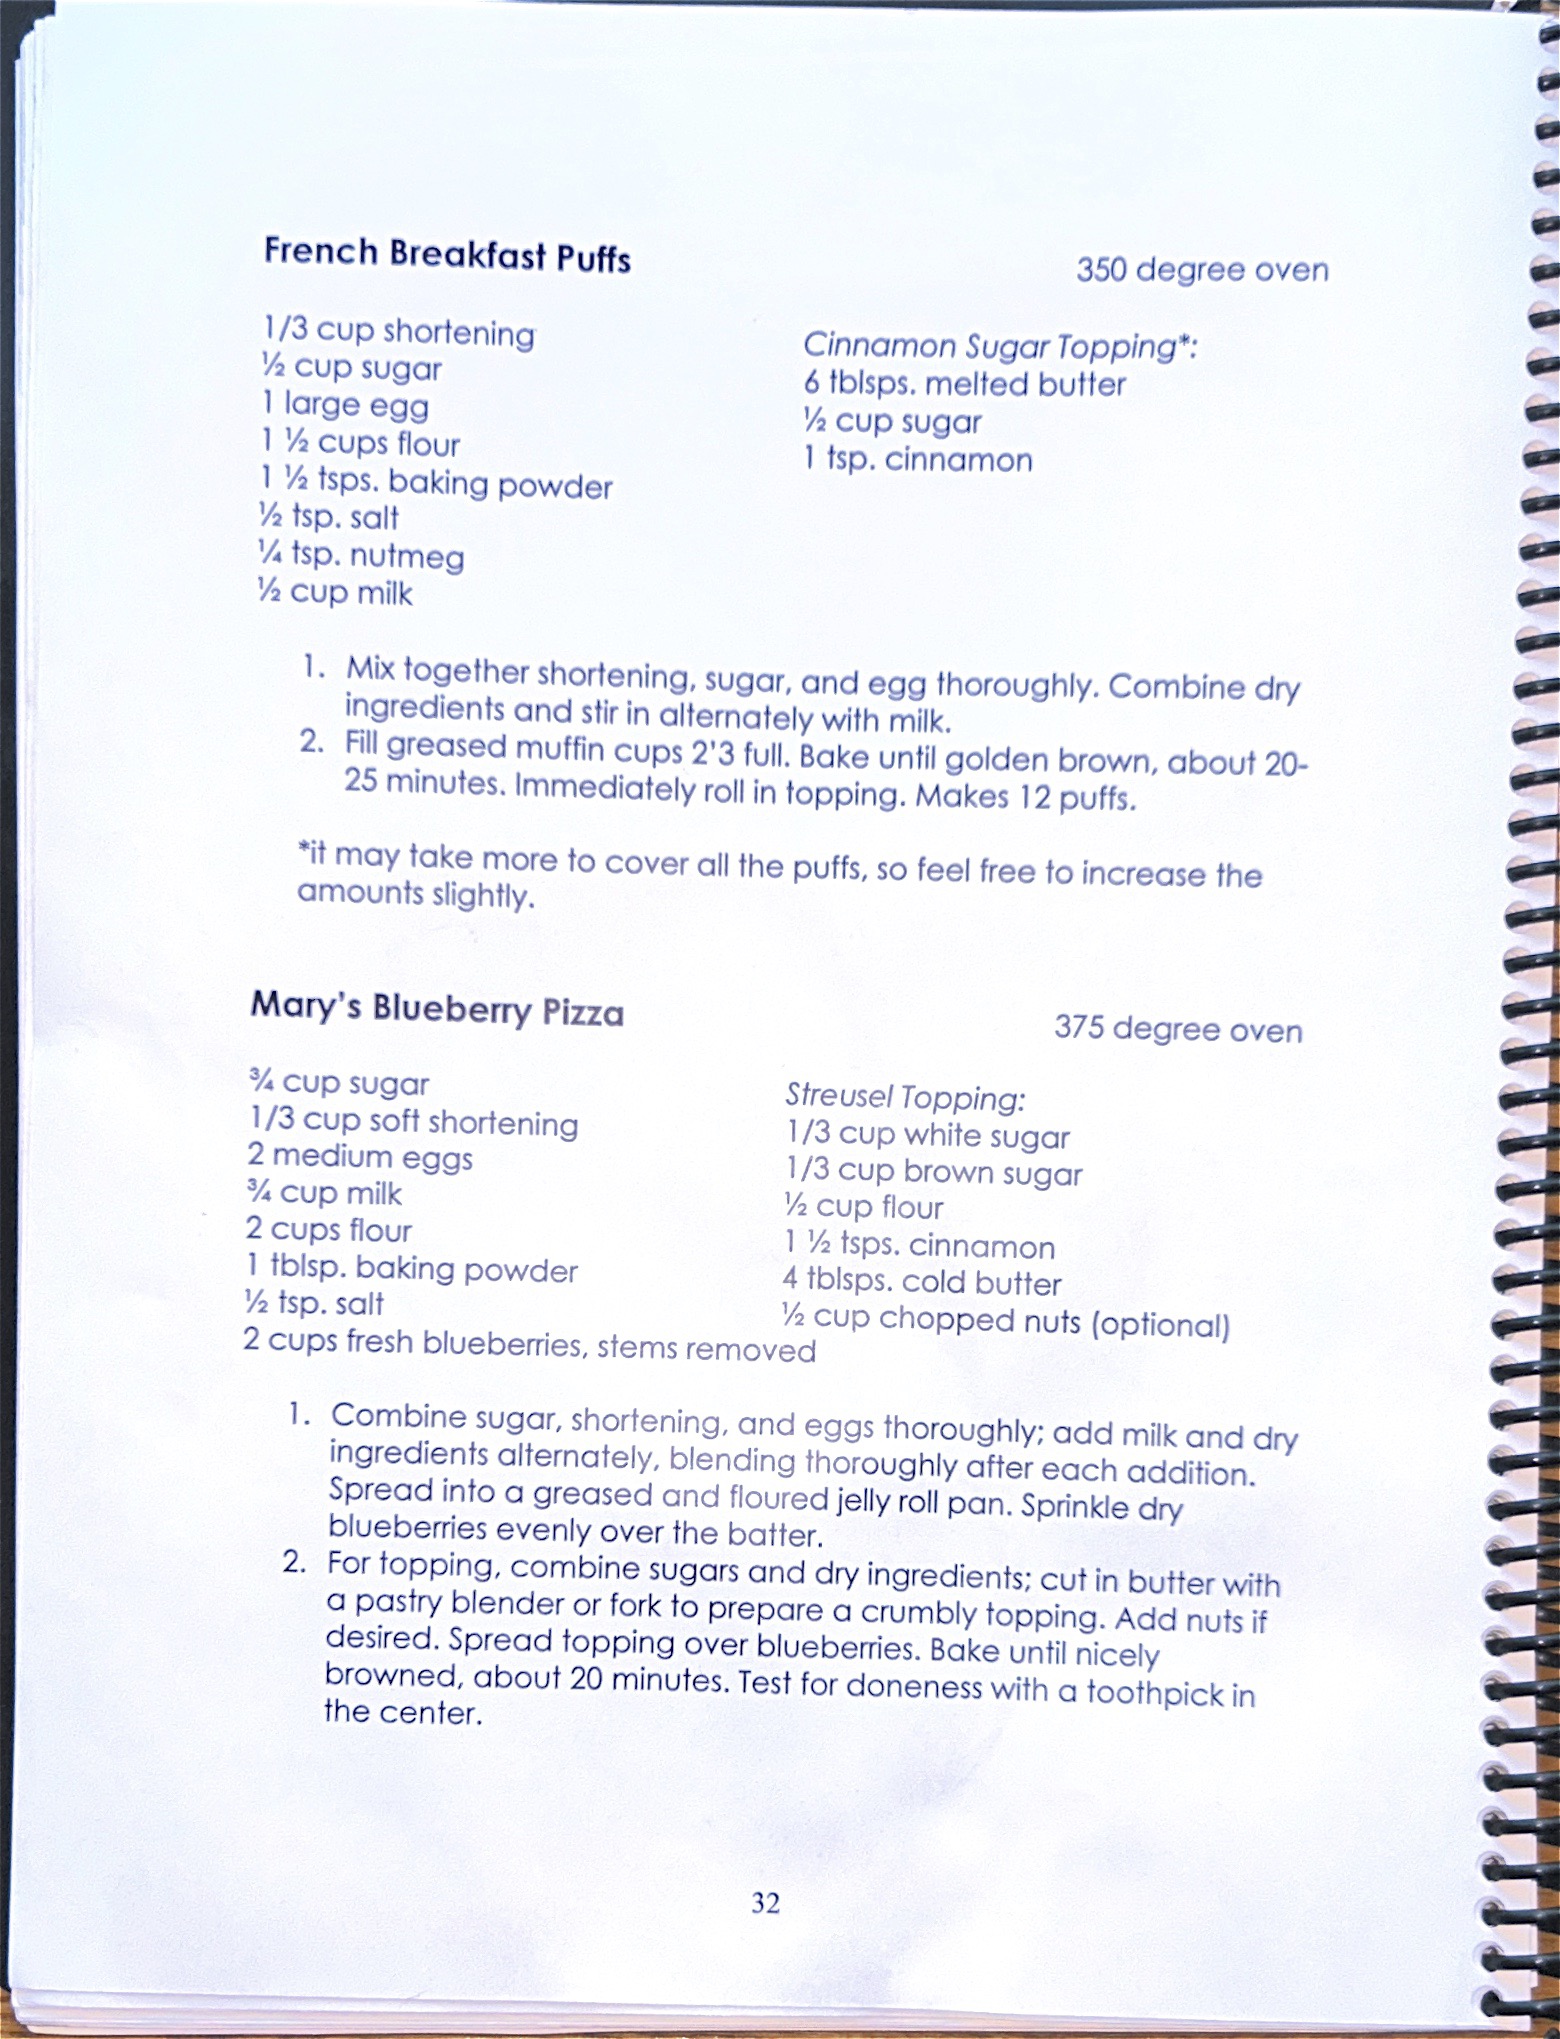 French Breakfast Puffs
350 degree oven
1/3 cup shortening
½ cup sugar
1 large egg
1 ½ cups flour
1 ½ tsps. baking powder
½ tsp. salt
¼ tsp. nutmeg
½ cup milk
Cinnamon Sugar Topping*:
6 tblsps. melted butter
½ cup sugar
1 tsp. cinnamon
1. Mix together shortening, sugar, and egg thoroughly. Combine dry
ingredients and stir in alternately with milk.
2. Fill greased muffin cups 2'3 full. Bake until golden brown, about 20-
25 minutes. Immediately roll in topping. Makes 12 puffs.
*it may take more to cover all the puffs, so feel free to increase the
amounts slightly.
Mary's Blueberry Pizza
375 degree oven
¾ cup sugar
1/3 cup soft shortening
2 medium eggs
¾ cup milk
2 cups flour
1 tblsp. baking powder
½ tsp. salt
2 cups fresh blueberries, stems removed
Streusel Topping:
1/3 cup white sugar
1/3 cup brown sugar
½ cup flour
1 ½ tsps. cinnamon
4 tblsps. cold butter
½ cup chopped nuts (optional)
1. Combine sugar, shortening, and eggs thoroughly; add milk and dry
ingredients alternately, blending thoroughly after each addition.
Spread into a greased and floured jelly roll pan. Sprinkle dry
blueberries evenly over the batter.
2. For topping, combine sugars and dry ingredients; cut in butter with
a pastry blender or fork to prepare a crumbly topping. Add nuts if
desired. Spread topping over blueberries. Bake until nicely
browned, about 20 minutes. Test for doneness with a toothpick in
the center.
32